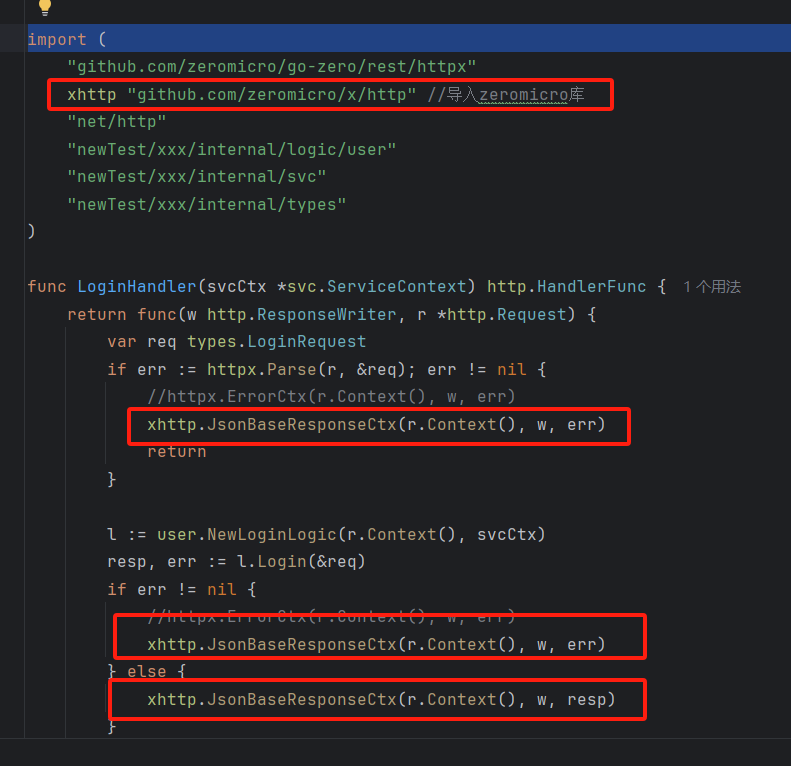 import (
    "github.com/zeromicro/go-zero/rest/httpx"
    xhttp "github.com/zeromicro/x/http" //导入zeromicro库
    "net/http"
    "newTest/xxx/internal/logic/user"
    "newTest/xxx/internal/svc"
    "newTest/xxx/internal/types"
)
func LoginHandler(svcCtx *svc.ServiceContext) http.HandlerFunc { 1 个用法
    return func(w http.ResponseWriter, r *http.Request) {
        var req types.LoginRequest
        if err := httpx.Parse(r, &req); err != nil {
            //httpx.ErrorCtx(r.Context(), w, err)
            xhttp.JsonBaseResponseCtx(r.Context(), w, err)
            return
        }
        l := user.NewLoginLogic(r.Context(), svcCtx)
        resp, err := l.Login(&req)
        if err != nil {
            //httpx.ErrorCtx(r.Context(), w, err)
            xhttp.JsonBaseResponseCtx(r.Context(), w, err)
        } else {
            xhttp.JsonBaseResponseCtx(r.Context(), w, resp)
        }